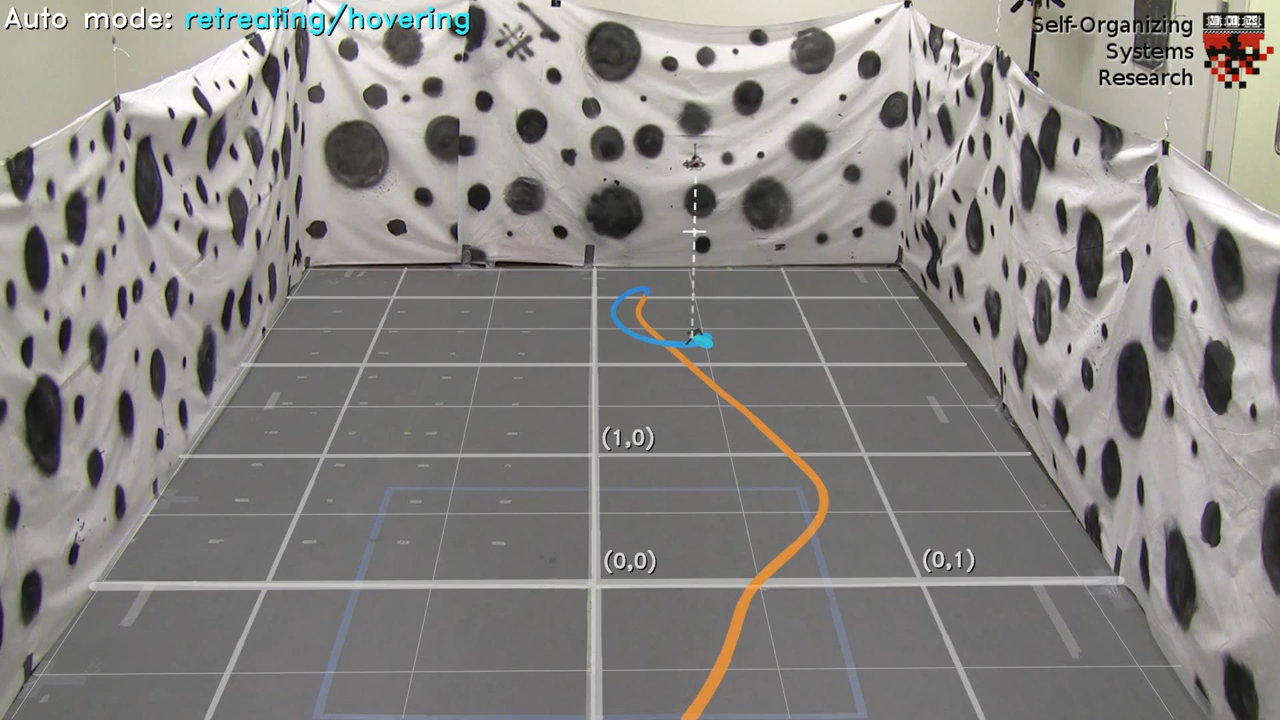 Auto mode: retreating/hovering
Self-Organizing
Systems
Research
(1,0)
(0,0)
(0,1)